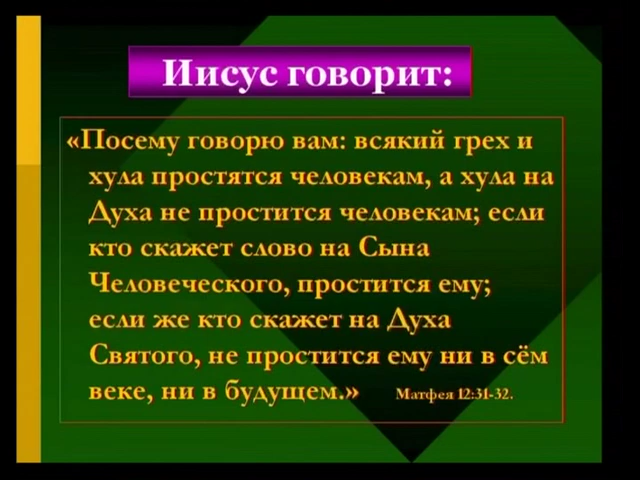 Иисус говорит:
«Посему говорю вам: всякий грех и
хула простятся человекам, а хула на
Духа не простится человекам; если
кто скажет слово на Сына
Человеческого, простится ему;
если же кто скажет на Духа
Святого, не простится ему ни в сём
веке, ни в будущем.» Матфея 12:31-32.